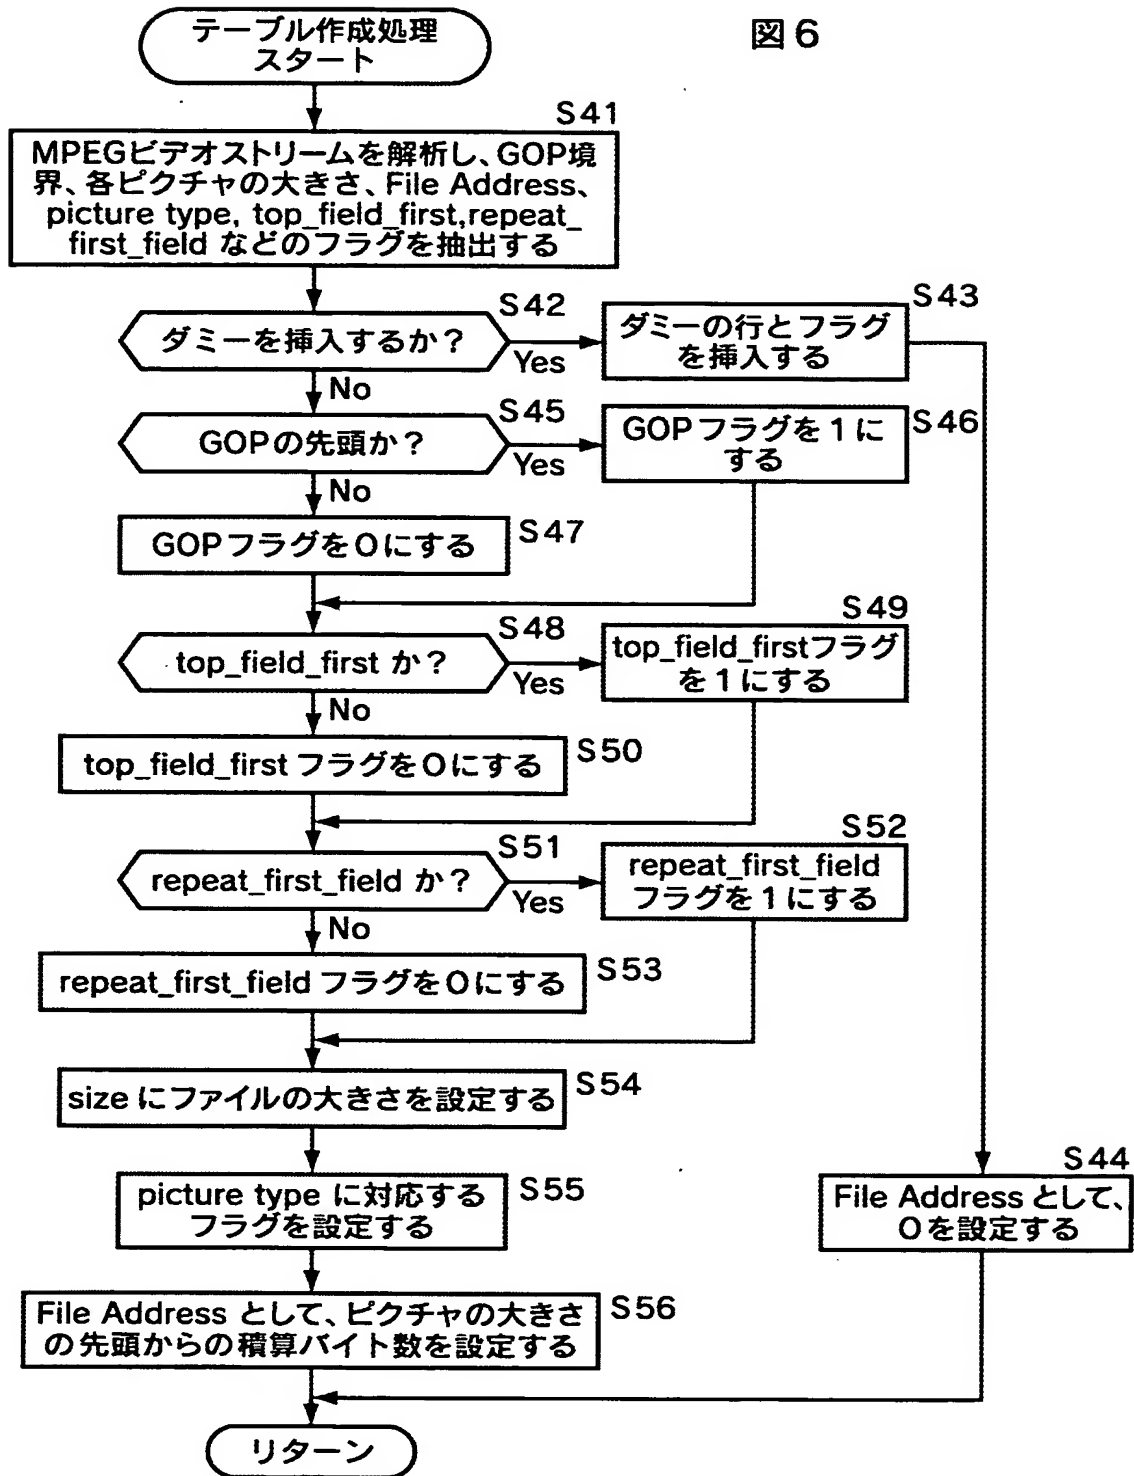 図6
テーブル作成処理
スタート
S41
MPEGビデオストリームを解析し、GOP境
界、各ピクチャの大きさ、File Address、
picture type, top_field_first,repeat_
first_field などのフラグを抽出する
S42
ダミーを挿入するか？
Yes
No
S43
ダミーの行とフラグ
を挿入する
S45
GOPの先頭か？
Yes
No
S46
GOPフラグを1に
する
S47
GOPフラグを0にする
S48
top_field_first か？
Yes
No
S49
top_field_firstフラグ
を1にする
S50
top_field_first フラグを0にする
S51
repeat_first_field か？
Yes
No
S52
repeat_first_field
フラグを1にする
S53
repeat_first_field フラグを0にする
S54
size にファイルの大きさを設定する
S55
picture type に対応する
フラグを設定する
S44
File Address として、
0を設定する
S56
File Address として、ピクチャの大きさ
の先頭からの積算バイト数を設定する
リターン